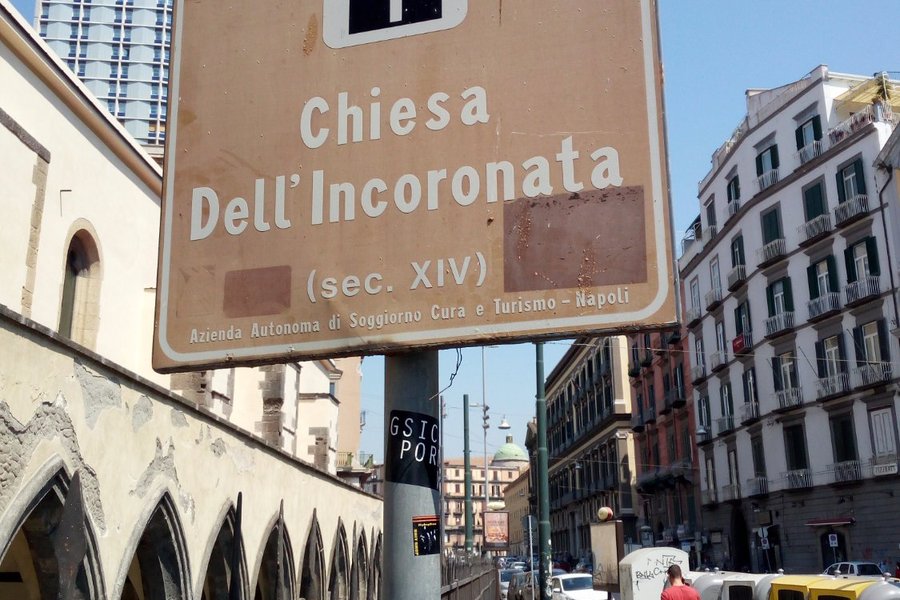 Chiesa
Dell'Incoronata
(sec. XIV)
Azienda Autonoma di Soggiorno Cura e Turismo - Napoli
GSIC
POR